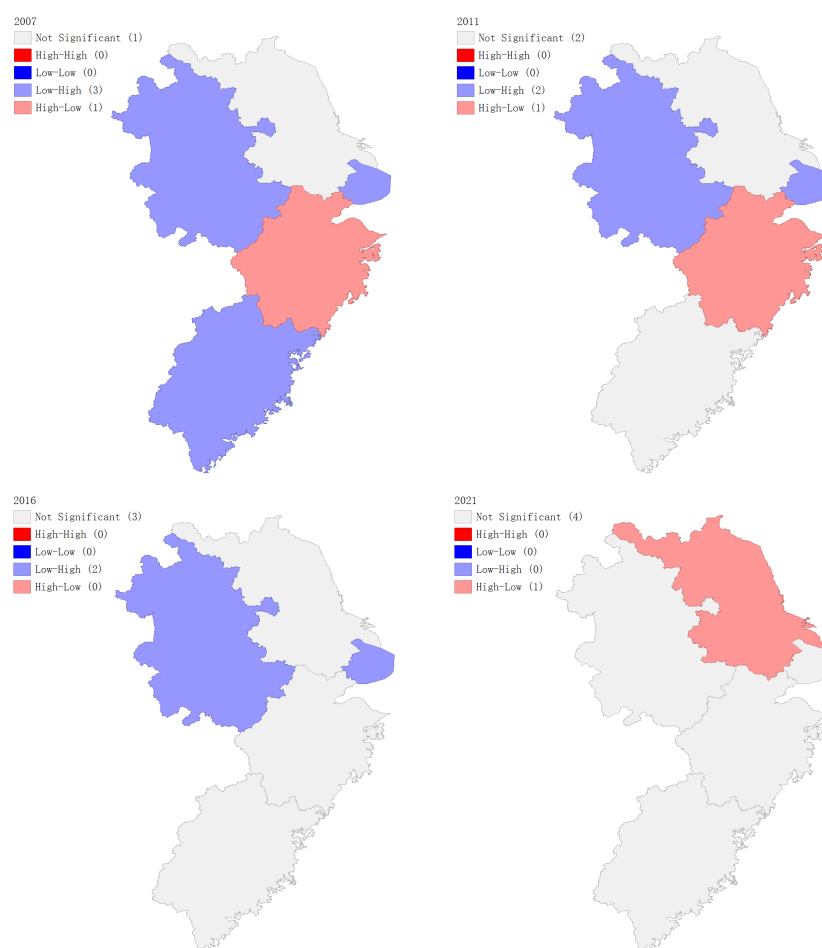 2007
Not Significant (1)
High-High (0)
Low-Low (0)
Low-High (3)
High-Low (1)
2011
Not Significant (2)
High-High (0)
Low-Low (0)
Low-High (2)
High-Low (1)
2016
Not Significant (3)
High-High (0)
Low-Low (0)
Low-High (2)
High-Low (0)
2021
Not Significant (4)
High-High (0)
Low-Low (0)
Low-High (0)
High-Low (1)